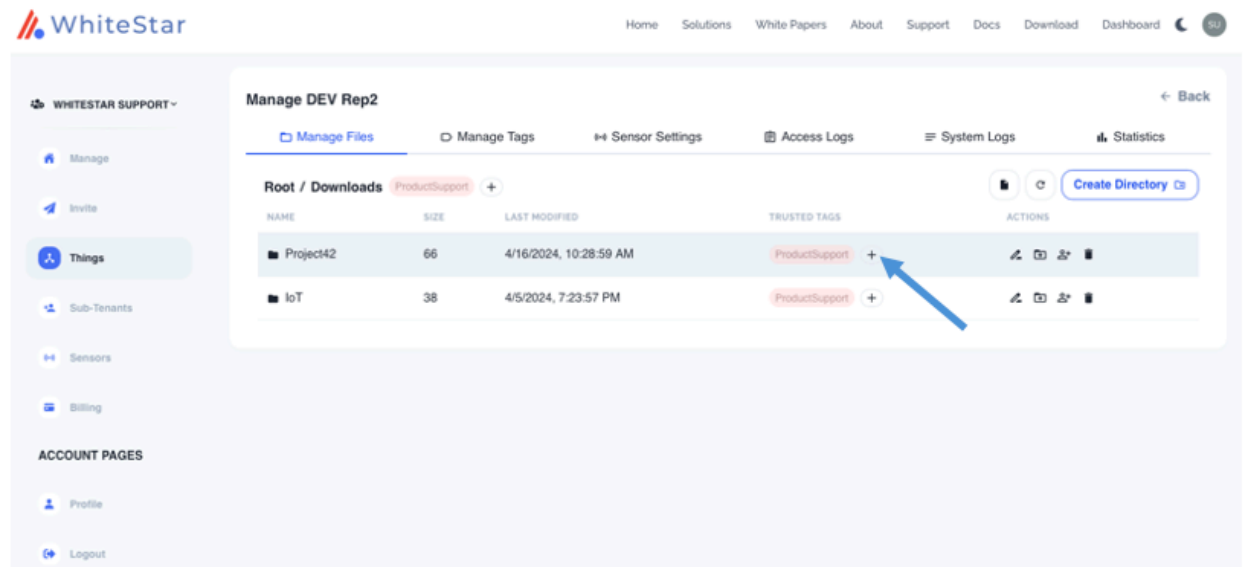 WhiteStar
Home Solutions White Papers About Support Docs Download Dashboard SU
WHITESTAR SUPPORT
Manage
Invite
Things
Sub-Tenants
Sensors
Billing
ACCOUNT PAGES
Profile
Logout
Manage DEV Rep2 ← Back
Manage Files Manage Tags Sensor Settings Access Logs System Logs Statistics
Root / Downloads ProductSupport + Create Directory
NAME SIZE LAST MODIFIED TRUSTED TAGS ACTIONS
Project42 66 4/16/2024, 10:28:59 AM ProductSupport +
IoT 38 4/5/2024, 7:23:57 PM ProductSupport +